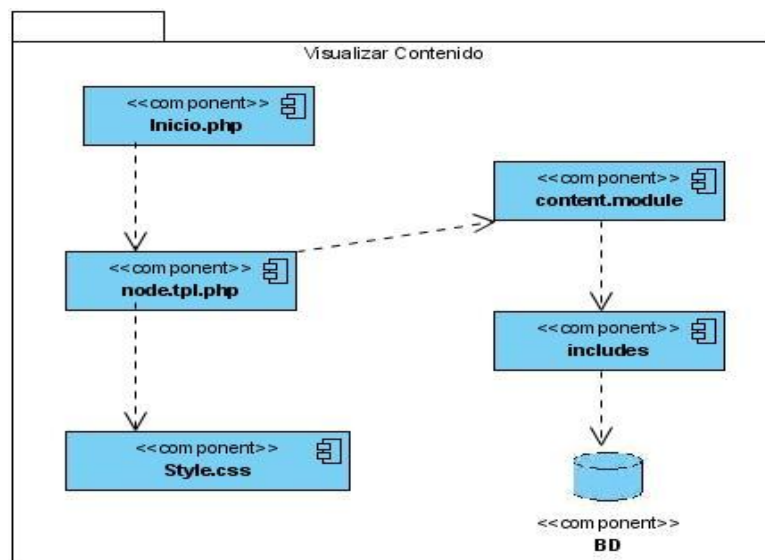 Visualizar Contenido
<<component>>
Inicio.php
<<component>>
content.module
<<component>>
node.tpl.php
<<component>>
includes
<<component>>
Style.css
<<component>>
BD